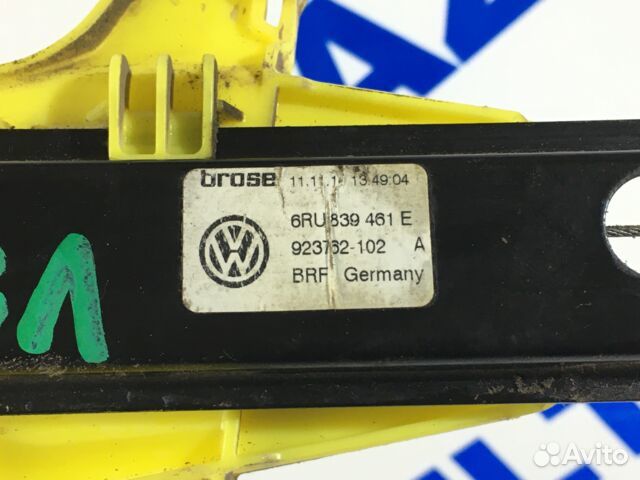 brose 11.11.1 13:49:04
6RU 839 461 E
923762-102 A
BRF Germany
Avito